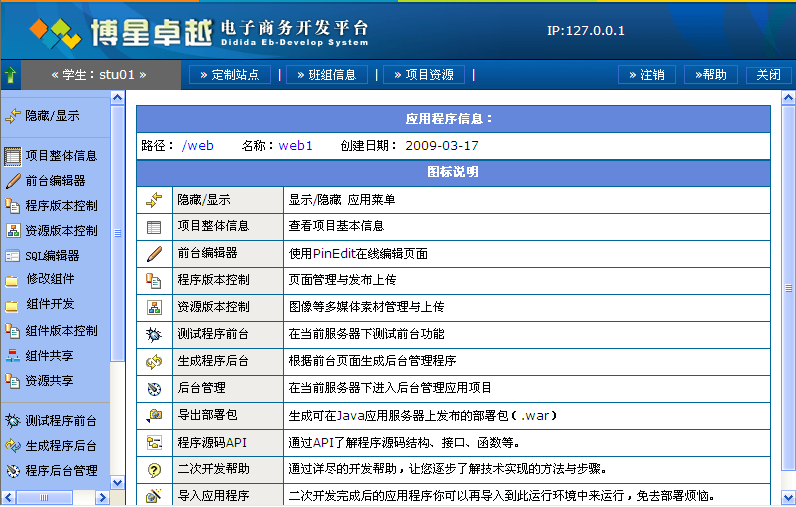 博星卓越 电子商务开发平台
Didida Eb-Develop System
IP:127.0.0.1
« 学生：stu01 »
» 定制站点 | » 班组信息 | » 项目资源 |
» 注销
»帮助
关闭
隐藏/显示
项目整体信息
前台编辑器
程序版本控制
资源版本控制
SQL编辑器
修改组件
组件开发
组件版本控制
组件共享
资源共享
测试程序前台
生成程序后台
程序后台管理
应用程序信息：
路径： /web 名称：web1 创建日期： 2009-03-17
图标说明
隐藏/显示 显示/隐藏 应用菜单
项目整体信息 查看项目基本信息
前台编辑器 使用PinEdit在线编辑页面
程序版本控制 页面管理与发布上传
资源版本控制 图像等多媒体素材管理与上传
测试程序前台 在当前服务器下测试前台功能
生成程序后台 根据前台页面生成后台管理程序
后台管理 在当前服务器下进入后台管理应用项目
导出部署包 生成可在Java应用服务器上发布的部署包（.war）
程序源码API 通过API了解程序源码结构、接口、函数等。
二次开发帮助 通过详尽的开发帮助，让您逐步了解技术实现的方法与步骤。
导入应用程序 二次开发完成后的应用程序你可以再导入到此运行环境中来运行，免去部署烦恼。